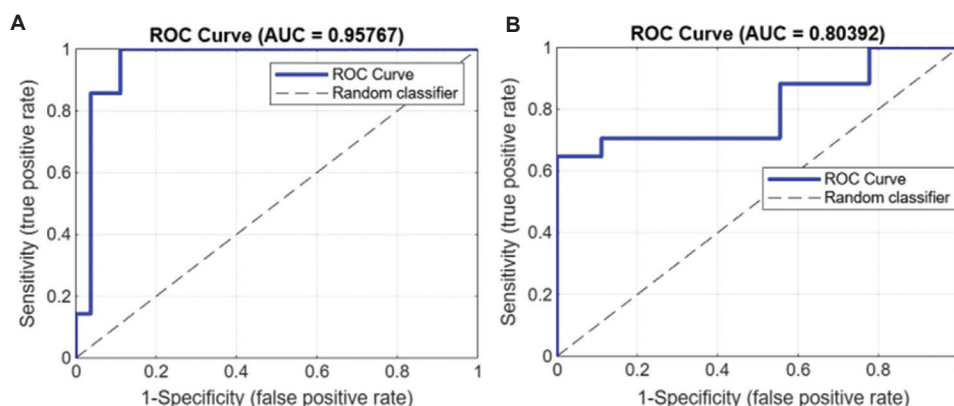 A
ROC Curve (AUC = 0.95767)
1
0.8
0.6
0.4
0.2
0
Sensitivity (true positive rate)
ROC Curve
Random classifier
0
0.2
0.4
0.6
0.8
1
1-Specificity (false positive rate)
B
ROC Curve (AUC = 0.80392)
1
0.8
0.6
0.4
0.2
0
Sensitivity (true positive rate)
ROC Curve
Random classifier
0
0.2
0.4
0.6
0.8
1-Specificity (false positive rate)